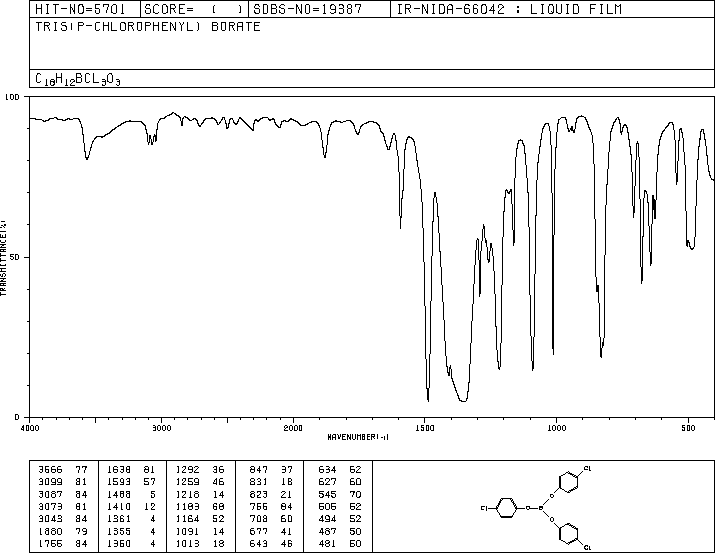 HIT-NO=5701 SCORE= ( ) SDBS-NO=19387 IR-NIDA-66042 : LIQUID FILM
TRIS(P-CHLOROPHENYL) BORATE
C18H12BCL3O3
100
50
0
TRANSMITTANCE(%)
4000 3000 2000 1500 1000 500
WAVENUMBER(-1)
3566 77 1638 81 1292 36 847 37 634 62
3099 81 1593 57 1259 46 831 18 627 60
3087 84 1488 5 1218 14 823 21 545 70
3073 81 1410 12 1183 68 755 84 505 52
3043 84 1361 4 1164 52 708 60 494 52
1880 79 1355 4 1091 14 677 41 487 50
1755 84 1350 4 1013 18 643 46 481 50
Cl
O
Cl O B
O
Cl